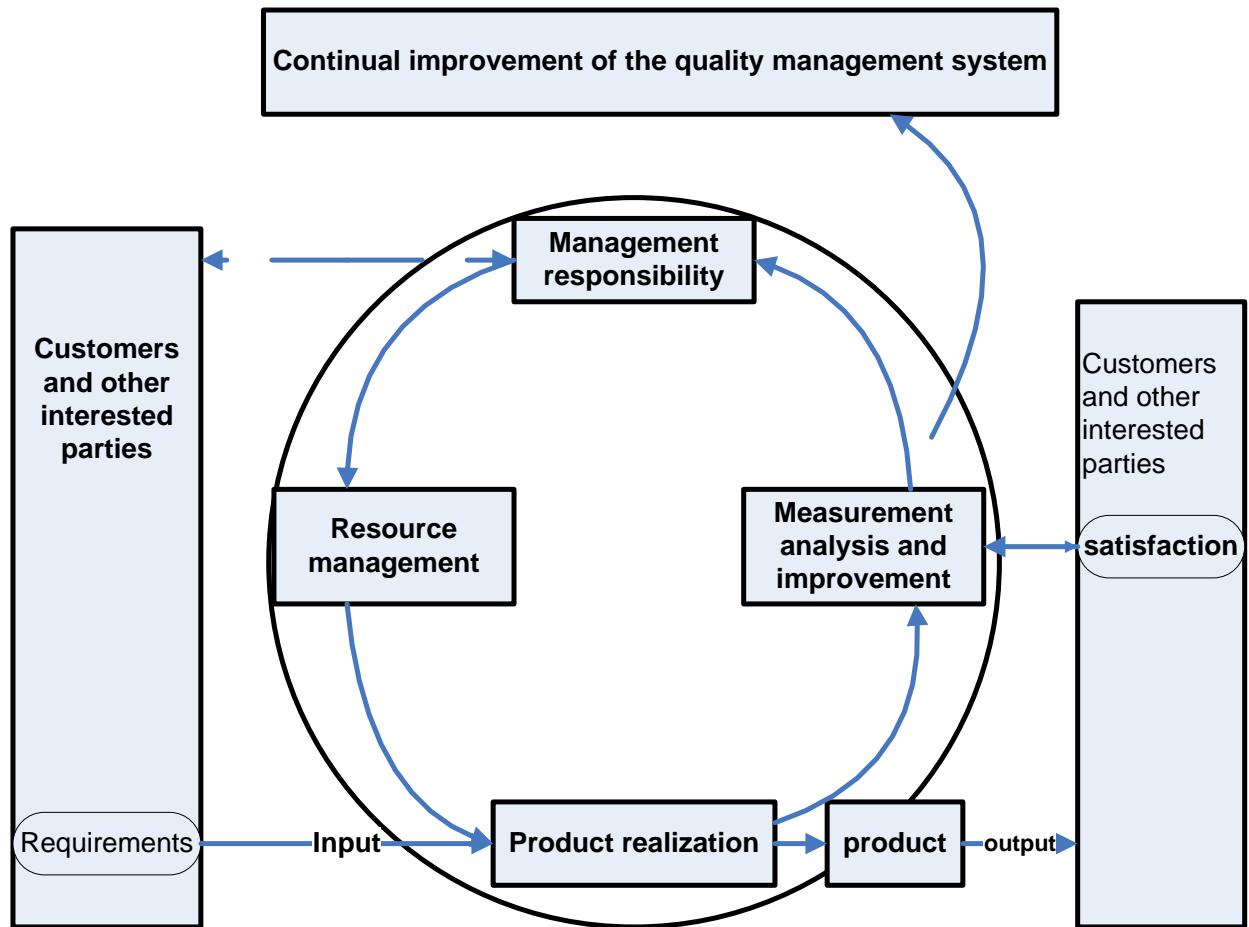 Continual improvement of the quality management system
Management
responsibility
Customers
and other
interested
parties
Customers
and other
interested
parties
Resource
management
Measurement
analysis and
improvement
satisfaction
Requirements
Input
Product realization
product
output